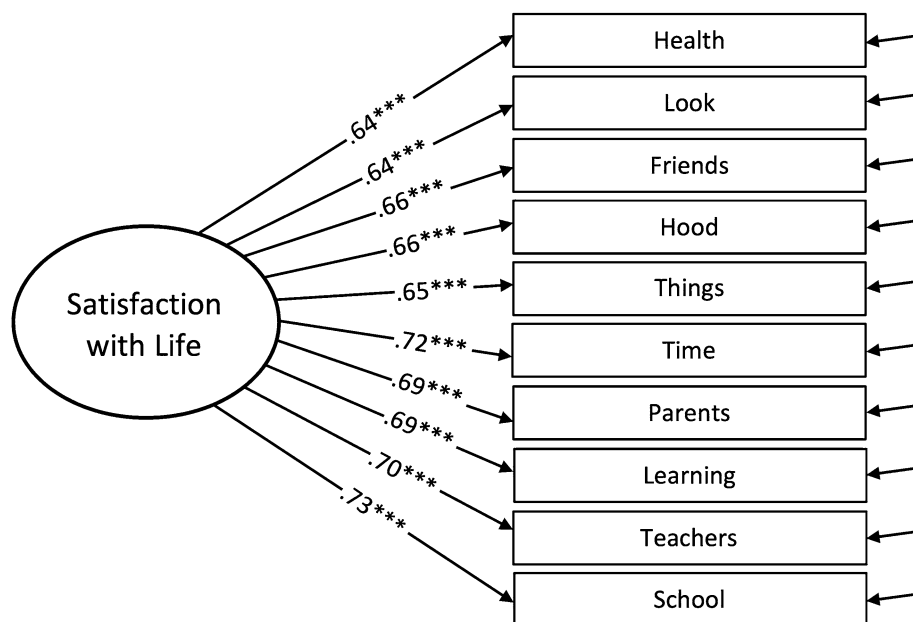 Health
.64***
Look
.64***
Friends
.66***
Hood
.66***
Things
.65***
Satisfaction
with Life
Time
.72***
Parents
.69***
Learning
.69***
Teachers
.70***
School
.73***